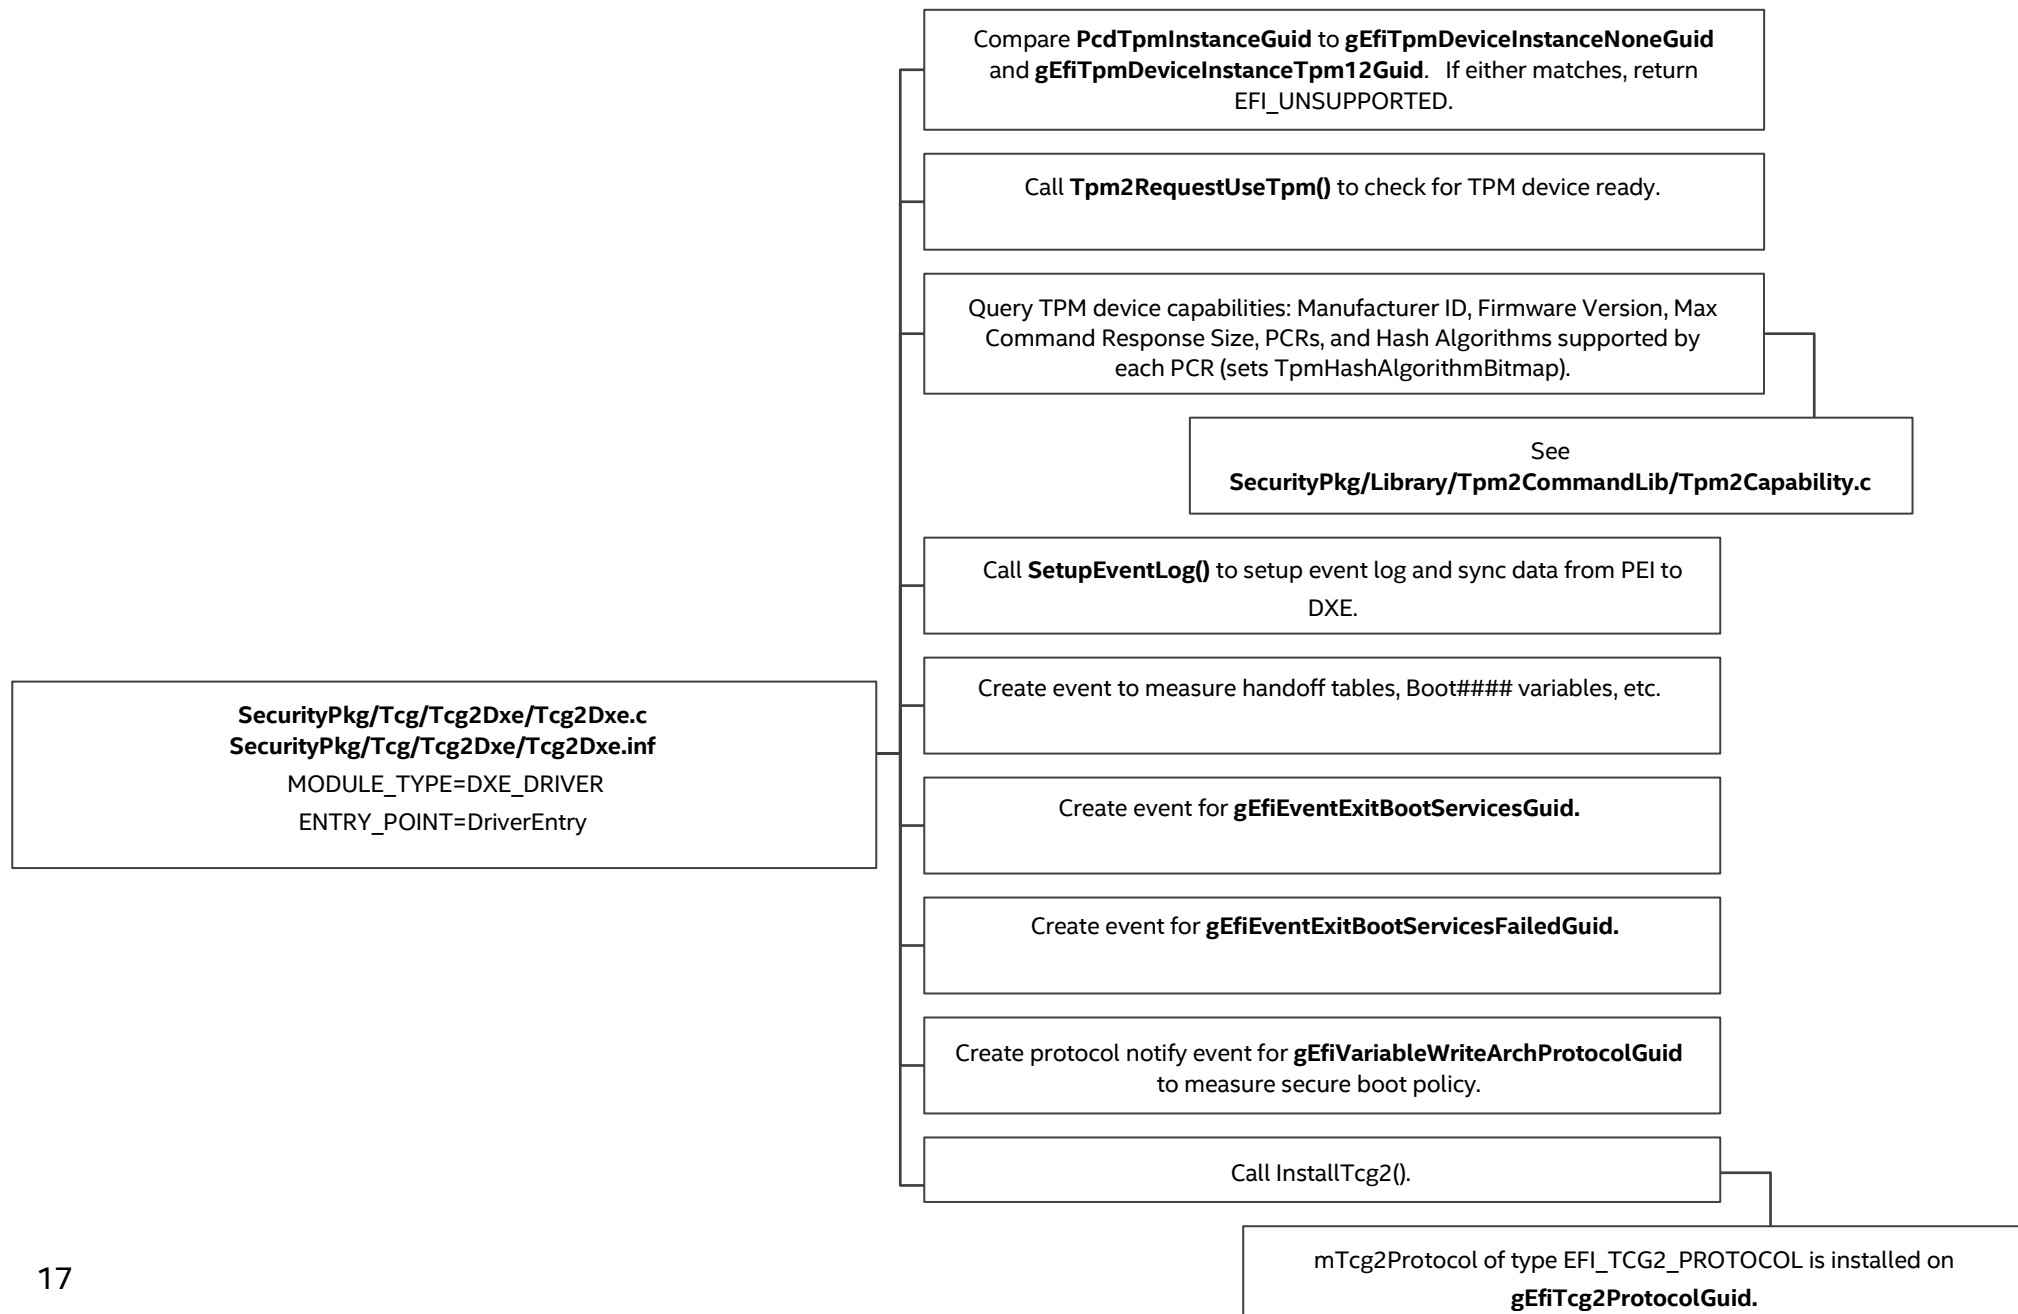 Compare PcdTpmInstanceGuid to gEfiTpmDeviceInstanceNoneGuid
and gEfiTpmDeviceInstanceTpm12Guid.   If either matches, return
EFI_UNSUPPORTED.
Call Tpm2RequestUseTpm() to check for TPM device ready.
Query TPM device capabilities: Manufacturer ID, Firmware Version, Max
Command Response Size, PCRs, and Hash Algorithms supported by
each PCR (sets TpmHashAlgorithmBitmap).
See
SecurityPkg/Library/Tpm2CommandLib/Tpm2Capability.c
Call SetupEventLog() to setup event log and sync data from PEI to
DXE.
SecurityPkg/Tcg/Tcg2Dxe/Tcg2Dxe.c
SecurityPkg/Tcg/Tcg2Dxe/Tcg2Dxe.inf
MODULE_TYPE=DXE_DRIVER
ENTRY_POINT=DriverEntry
Create event to measure handoff tables, Boot#### variables, etc.
Create event for gEfiEventExitBootServicesGuid.
Create event for gEfiEventExitBootServicesFailedGuid.
Create protocol notify event for gEfiVariableWriteArchProtocolGuid
to measure secure boot policy.
Call InstallTcg2().
mTcg2Protocol of type EFI_TCG2_PROTOCOL is installed on
gEfiTcg2ProtocolGuid.
17